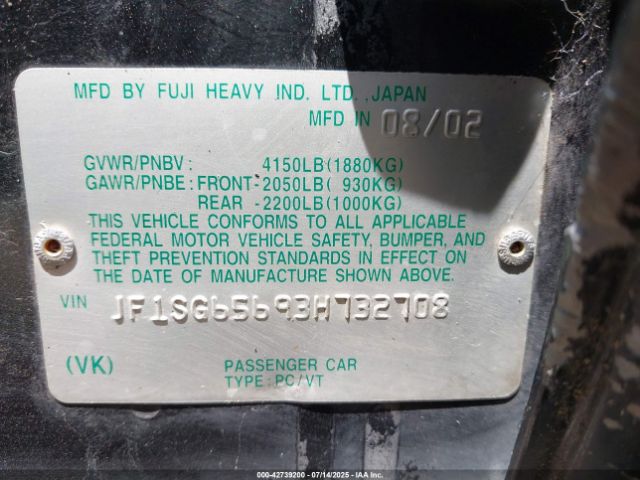 MFD BY FUJI HEAVY IND. LTD. JAPAN
MFD IN 08/02
GVWR/PNBV: 4150LB(1880KG)
GAWR/PNBE: FRONT-2050LB( 930KG)
REAR -2200LB(1000KG)
THIS VEHICLE CONFORMS TO ALL APPLICABLE
FEDERAL MOTOR VEHICLE SAFETY, BUMPER, AND
THEFT PREVENTION STANDARDS IN EFFECT ON
THE DATE OF MANUFACTURE SHOWN ABOVE.
VIN JF1SG65693H732708
(VK) PASSENGER CAR
TYPE: PC/VT
000-42739200 - 07/14/2025 - IAA Inc.